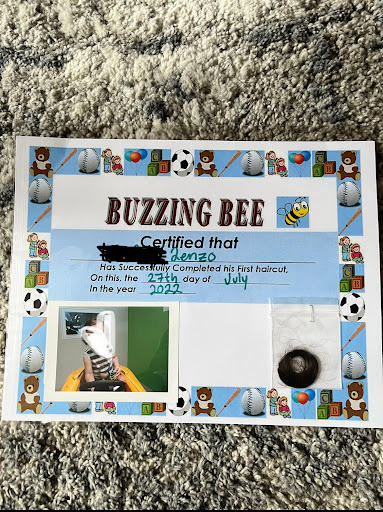 BUZZING BEE
Certified that
Has Successfully Completed his First haircut,
On this, the 27th day of July
In the year 2022